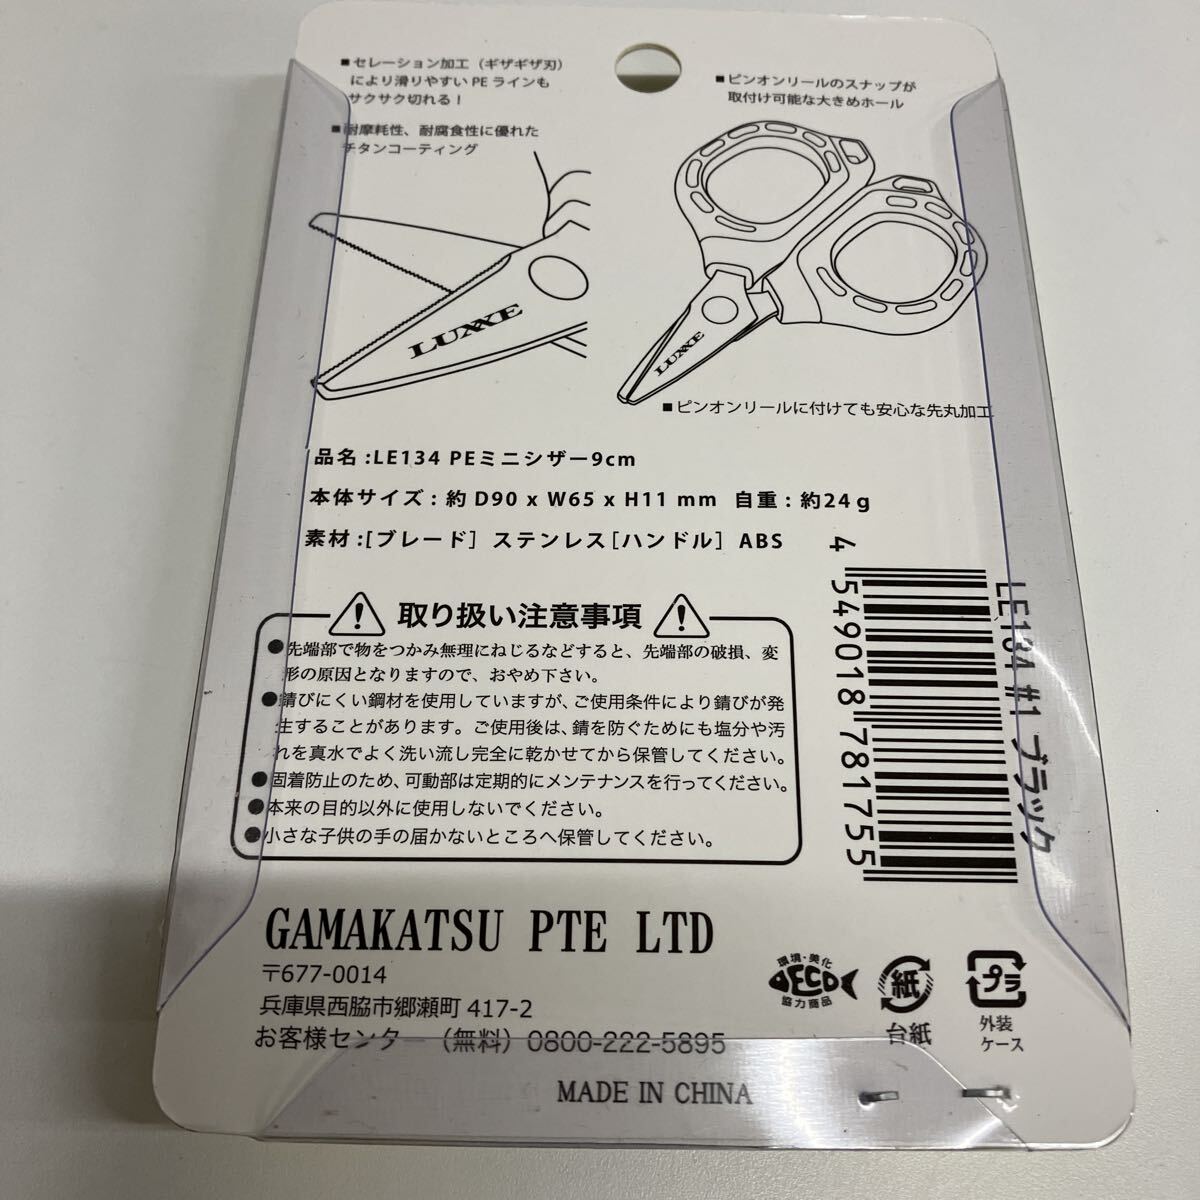 ■セレーション加工（ギザギザ刃）
により滑りやすい PE ラインも
サクサク切れる！
■耐摩耗性、耐腐食性に優れた
チタンコーティング
■ピンオンリールのスナップが
取付け可能な大きめホール
LUXXE
LUXXE
■ピンオンリールに付けても安心な先丸加工
品名 :LE134 PEミニシザー9cm
本体サイズ : 約 D90 x W65 x H11 mm 自重 : 約24g
素材 :[ブレード］ステンレス［ハンドル］ABS
取り扱い注意事項
●先端部で物をつかみ無理にねじるなどすると、先端部の破損、変
形の原因となりますので、おやめ下さい。
●錆びにくい鋼材を使用していますが、ご使用条件により錆びが発
生することがあります。ご使用後は、錆を防ぐためにも塩分や汚
れを真水でよく洗い流し完全に乾かせてから保管してください。
●固着防止のため、可動部は定期的にメンテナンスを行ってください。
●本来の目的以外に使用しないでください。
●小さな子供の手の届かないところへ保管してください。
LE134 #1 ブラック
4 549018 781755
GAMAKATSU PTE LTD
〒677-0014
兵庫県西脇市郷瀬町 417-2
お客様センター （無料）0800-222-5895
環境・美化
ECO
協力商品
紙
台紙
プラ
外装
ケース
MADE IN CHINA